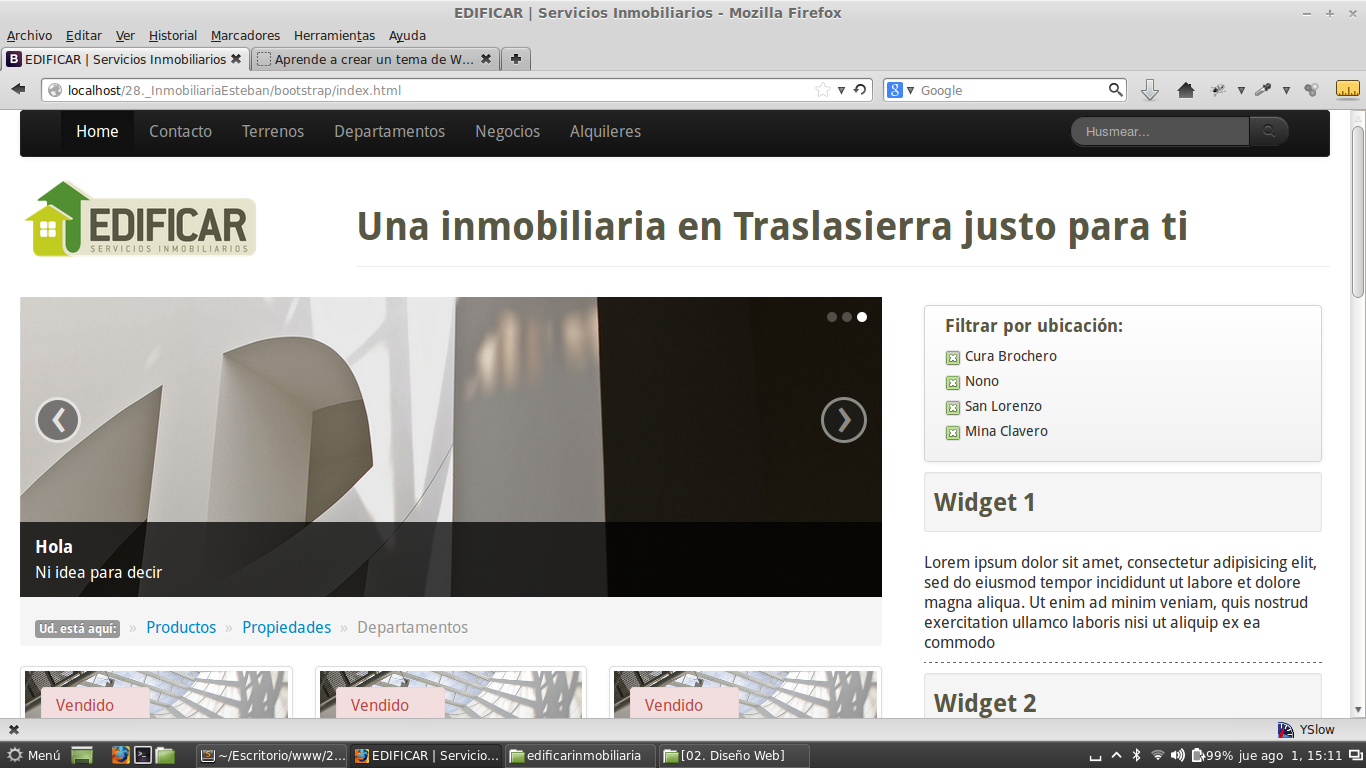 EDIFICAR | Servicios Inmobiliarios - Mozilla Firefox
Archivo Editar Ver Historial Marcadores Herramientas Ayuda
EDIFICAR | Servicios Inmobiliarios Aprende a crear un tema de W...
localhost/28._InmobiliariaEsteban/bootstrap/index.html Google
Home Contacto Terrenos Departamentos Negocios Alquileres Husmear...
EDIFICAR
SERVICIOS INMOBILIARIOS
Una inmobiliaria en Traslasierra justo para ti
Hola
Ni idea para decir
Ud. está aquí: » Productos » Propiedades » Departamentos
Vendido Vendido Vendido
Filtrar por ubicación:
Cura Brochero
Nono
San Lorenzo
Mina Clavero
Widget 1
Lorem ipsum dolor sit amet, consectetur adipisicing elit,
sed do eiusmod tempor incididunt ut labore et dolore
magna aliqua. Ut enim ad minim veniam, quis nostrud
exercitation ullamco laboris nisi ut aliquip ex ea
commodo
Widget 2
YSlow
Menú ~/Escritorio/www/2... EDIFICAR | Servicio... edificarinmobiliaria [02. Diseño Web] 99% jue ago 1, 15:11